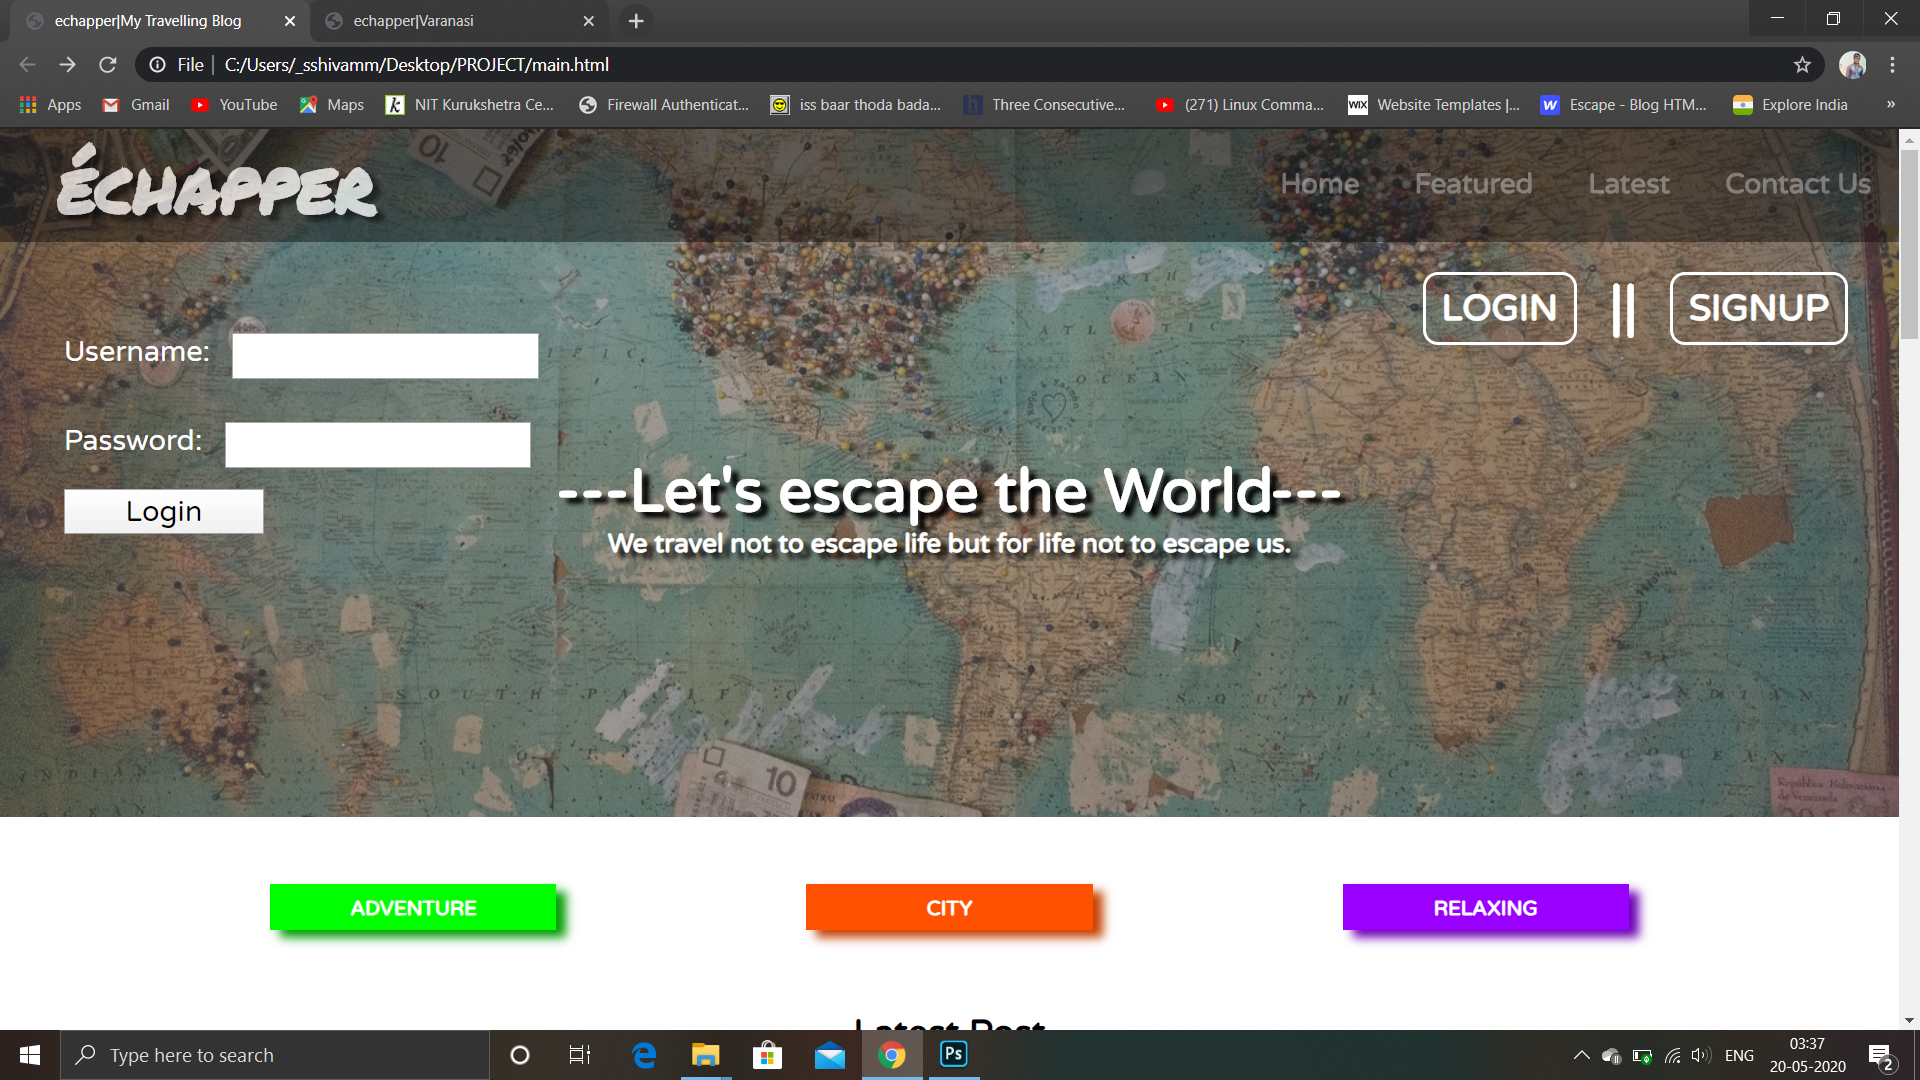 echapper|My Travelling Blog
echapper|Varanasi
File | C:/Users/_sshivamm/Desktop/PROJECT/main.html
Apps Gmail YouTube Maps NIT Kurukshetra Ce... Firewall Authenticat... iss baar thoda bada... Three Consecutive... (271) Linux Comma... Website Templates |... Escape - Blog HTM... Explore India »
ÉCHAPPER
Home Featured Latest Contact Us
LOGIN || SIGNUP
Username:
Password:
Login
---Let's escape the World---
We travel not to escape life but for life not to escape us.
ADVENTURE CITY RELAXING
Latest Post
Type here to search
ENG
03:37
20-05-2020
2